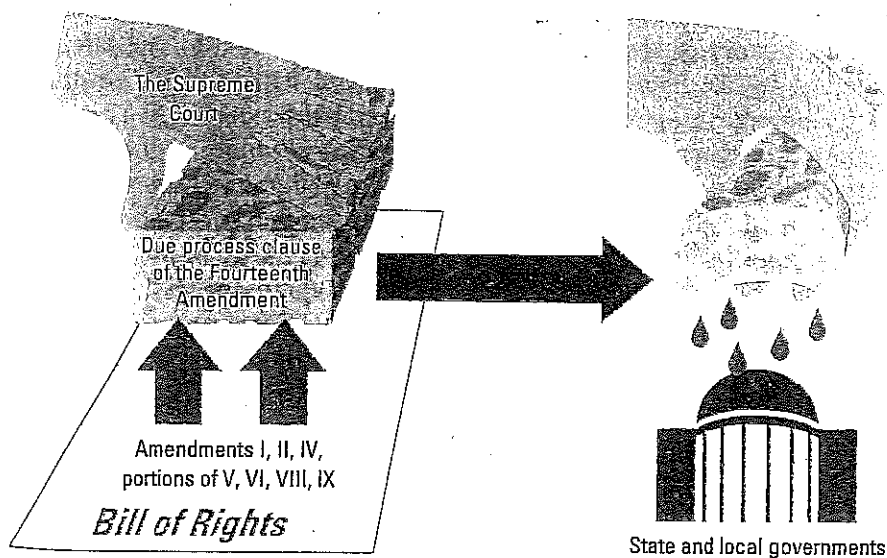 The Supreme
Court
Due process clause
of the Fourteenth
Amendment
Amendments I, II, IV,
portions of V, VI, VIII, IX
Bill of Rights
State and local governments